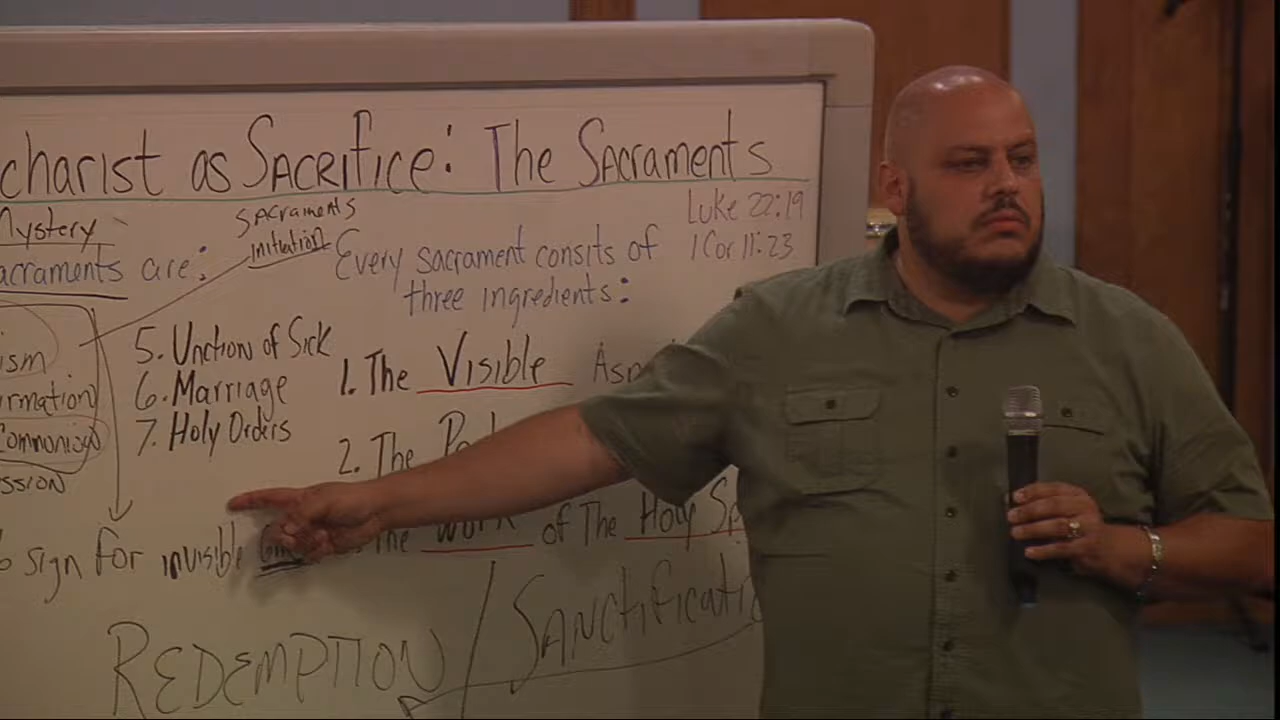 charist as SACRIFICE: The SACRAMENTS
Mystery
acraments are:
SACRAMENTS
initiation
Luke 22:19
1 Cor 11:23
Every sacrament consits of
three ingredients:
ism
rmation
Communion
ssion
5. Unction of Sick
6. Marriage
7. Holy Orders
1. The Visible
2. The
Work of The Holy
sign for invisible
REDEMPTION / SANCTIFICATI